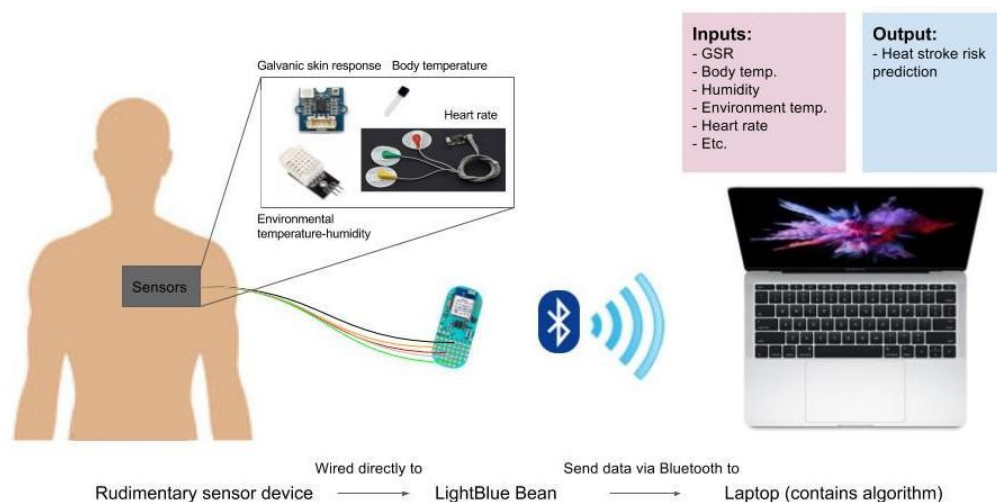 Inputs:
- GSR
- Body temp.
- Humidity
- Environment temp.
- Heart rate
- Etc.
Output:
- Heat stroke risk
prediction
Galvanic skin response
Body temperature
Heart rate
Environmental
temperature-humidity
Sensors
Wired directly to
Send data via Bluetooth to
Rudimentary sensor device
LightBlue Bean
Laptop (contains algorithm)